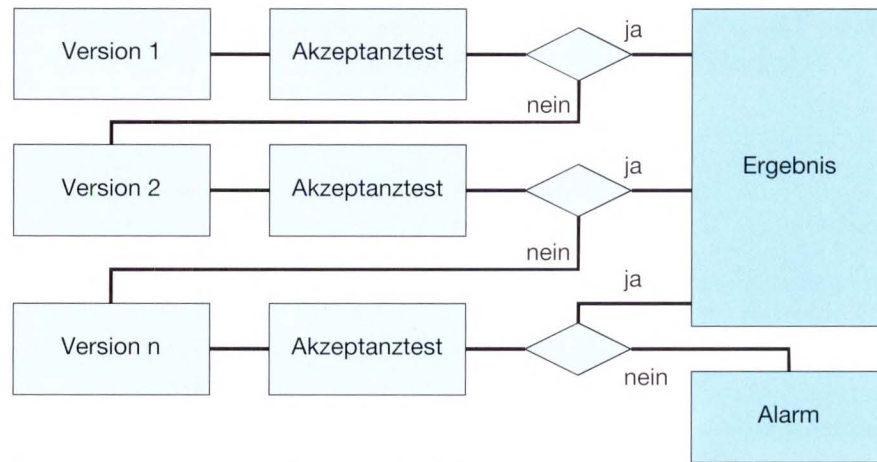 Version 1
Akzeptanztest
ja
nein
Version 2
Akzeptanztest
ja
Ergebnis
nein
Version n
Akzeptanztest
ja
nein
Alarm